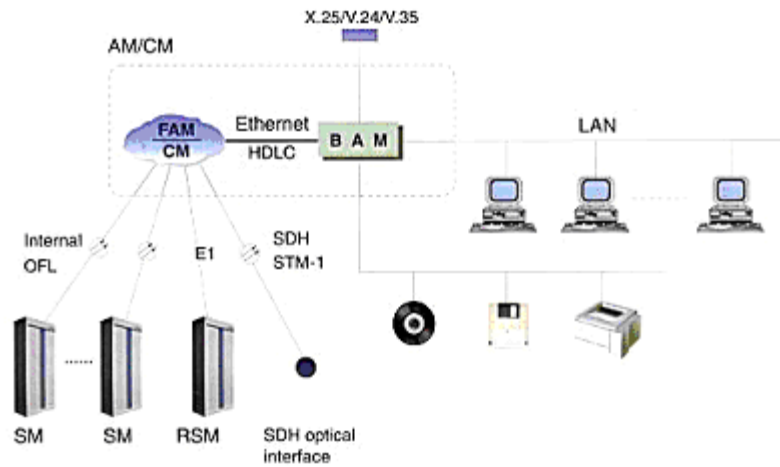 X.25/V.24/V.35
AM/CM
FAM
CM
Ethernet
HDLC
B A M
LAN
Internal
OFL
E1
SDH
STM-1
SM
SM
RSM
SDH optical
interface